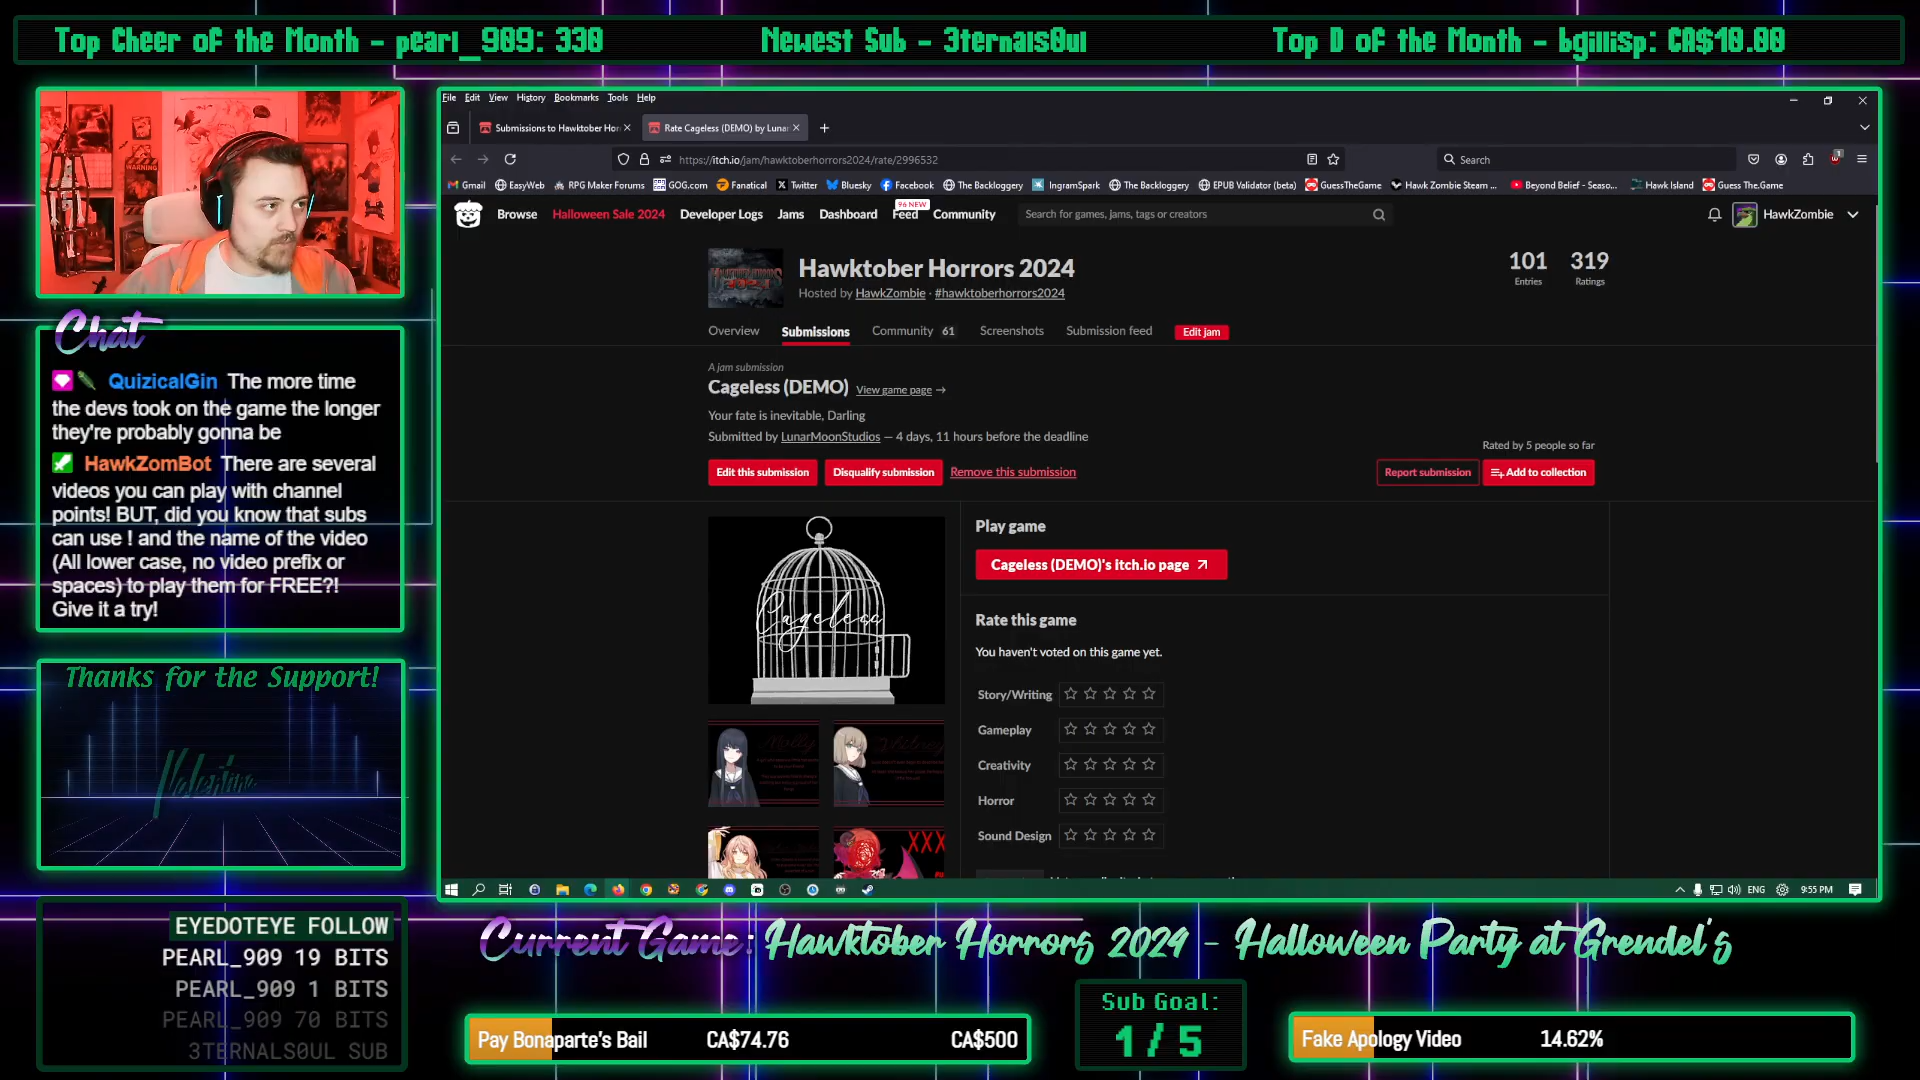 Top Cheer of the Month - pearl_909: 330
Newest Sub - 3ternals0ul
Top D of the Month - bgillisp: CA$10.00
File Edit View History Bookmarks Tools Help
Submissions to Hawktober Hor
Rate Cageless (DEMO) by Lunar
https://itch.io/jam/hawktoberhorrors2024/rate/2996532
Search
1
Gmail EasyWeb RPG Maker Forums GOG.com Fanatical Twitter Bluesky Facebook The Backloggery IngramSpark The Backloggery EPUB Validator (beta) GuessTheGame Hawk Zombie Steam ... Beyond Belief - Seaso... Hawk Island Guess The.Game
96 NEW
Browse Halloween Sale 2024 Developer Logs Jams Dashboard Feed Community
Search for games, jams, tags or creators
HawkZombie
Hawktober Horrors 2024
Hosted by HawkZombie · #hawktoberhorrors2024
101 319
Entries Ratings
Overview Submissions Community 61 Screenshots Submission feed Edit jam
A jam submission
Cageless (DEMO) View game page →
Your fate is inevitable, Darling
Submitted by LunarMoonStudios — 4 days, 11 hours before the deadline
Rated by 5 people so far
Edit this submission Disqualify submission Remove this submission
Report submission Add to collection
Cageless
Molly
Whitney
XXX
Play game
Cageless (DEMO)'s itch.io page
Rate this game
You haven't voted on this game yet.
Story/Writing
Gameplay
Creativity
Horror
Sound Design
ENG 9:55 PM
WARNING
Chat
QuizicalGin The more time
the devs took on the game the longer
they're probably gonna be
HawkZomBot There are several
videos you can play with channel
points! BUT, did you know that subs
can use ! and the name of the video
(All lower case, no video prefix or
spaces) to play them for FREE?!
Give it a try!
Thanks for the Support!
Valentine
EYEDOTEYE FOLLOW
PEARL_909 19 BITS
PEARL_909 1 BITS
PEARL_909 70 BITS
3TERNALS0UL SUB
Current Game: Hawktober Horrors 2024 - Halloween Party at Grendel's
Pay Bonaparte's Bail CA$74.76 CA$500
Sub Goal:
1 / 5
Fake Apology Video 14.62%